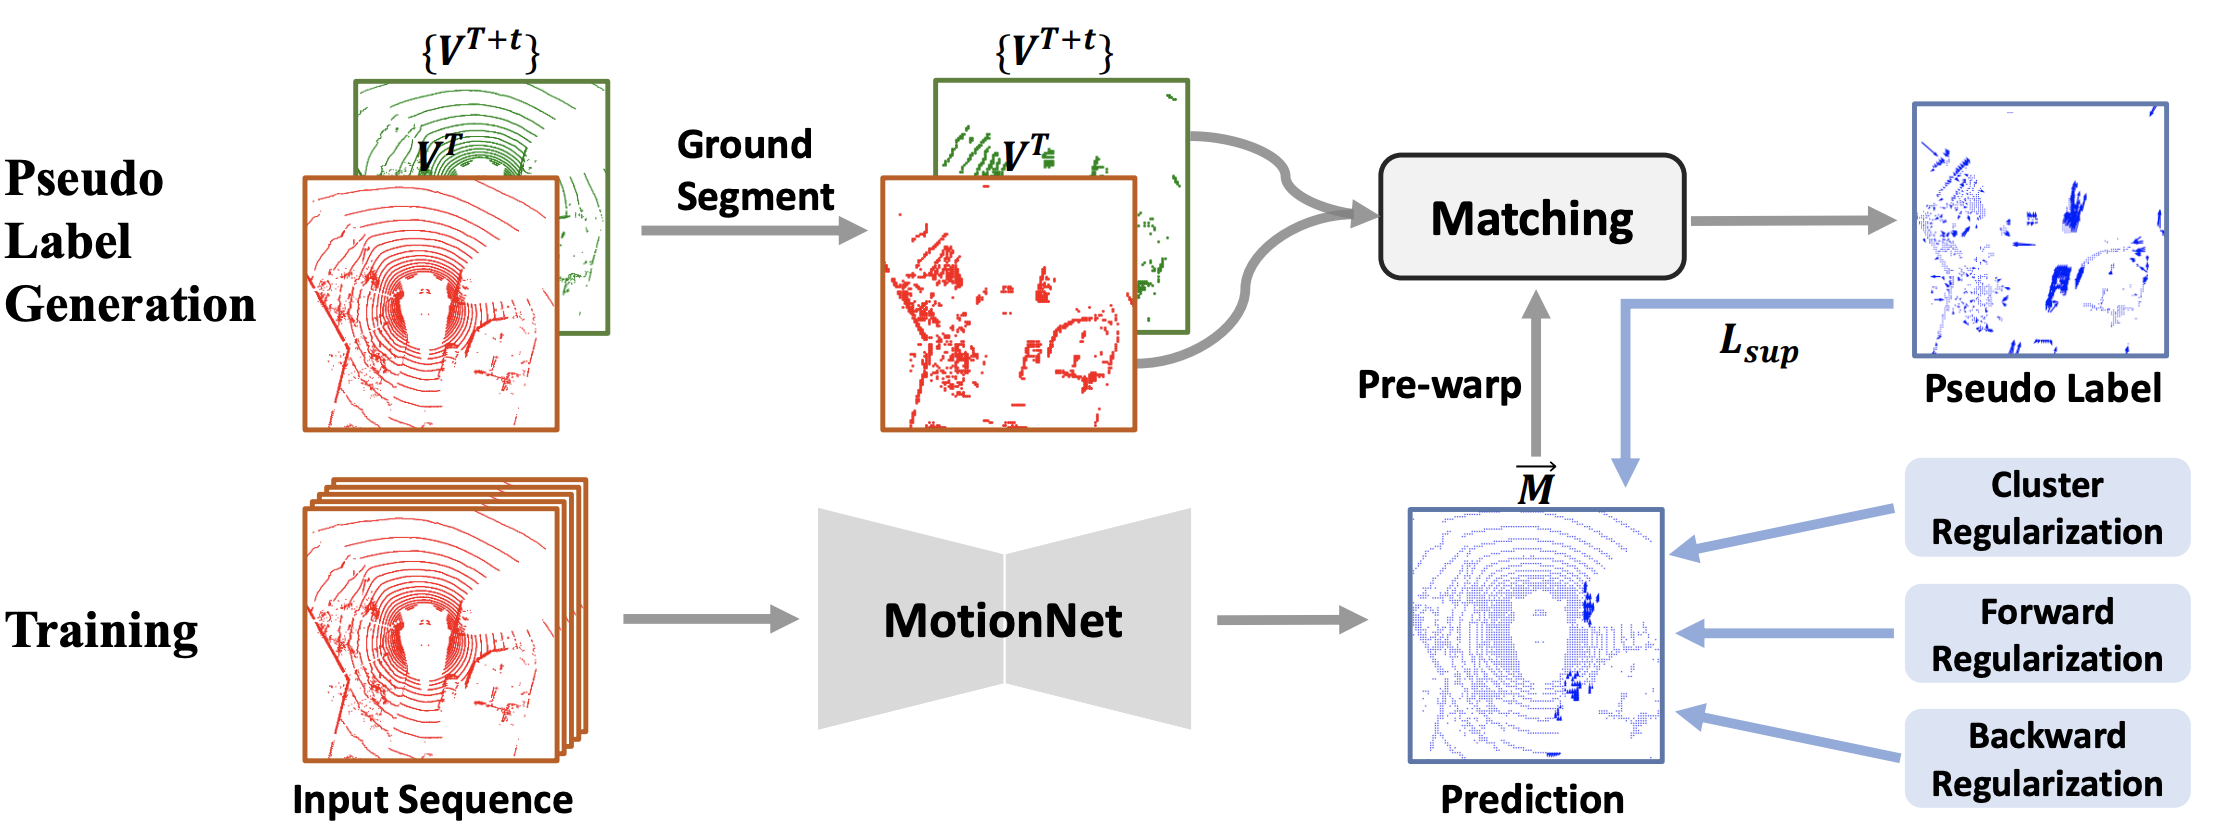 {V^{T+t}}
{V^{T+t}}
V^T
V^T
Ground
Segment
Pseudo
Label
Generation
Matching
L_{sup}
Pre-warp
Pseudo Label
\overrightarrow{M}
Cluster
Regularization
Training
MotionNet
Forward
Regularization
Backward
Regularization
Input Sequence
Prediction